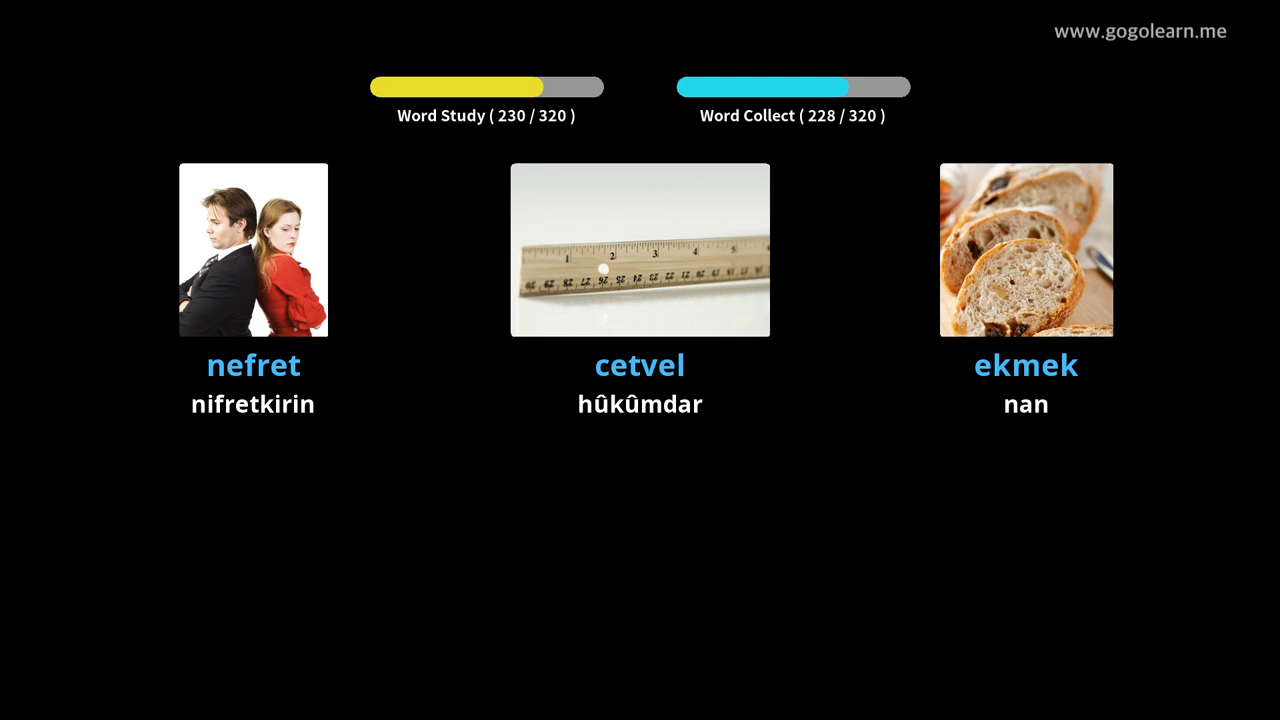 www.gogolearn.me
Word Study ( 230 / 320 )
Word Collect ( 228 / 320 )
nefret
nifretkirin
cetvel
hûkûmdar
ekmek
nan